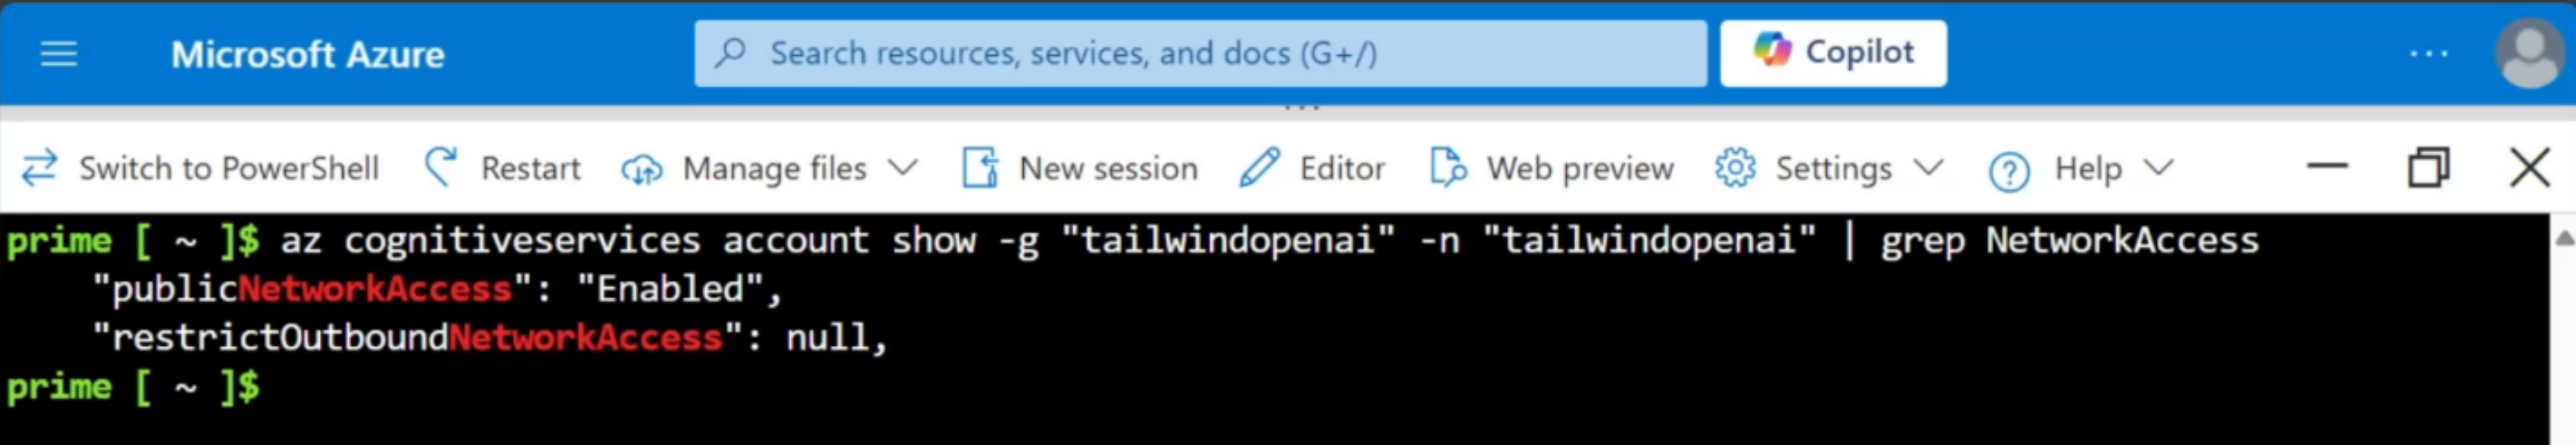 Microsoft Azure
Search resources, services, and docs (G+/)
Copilot
Switch to PowerShell
Restart
Manage files
New session
Editor
Web preview
Settings
Help
prime [ ~ ]$ az cognitiveservices account show -g "tailwindopenai" -n "tailwindopenai" | grep NetworkAccess
"publicNetworkAccess": "Enabled",
"restrictOutboundNetworkAccess": null,
prime [ ~ ]$